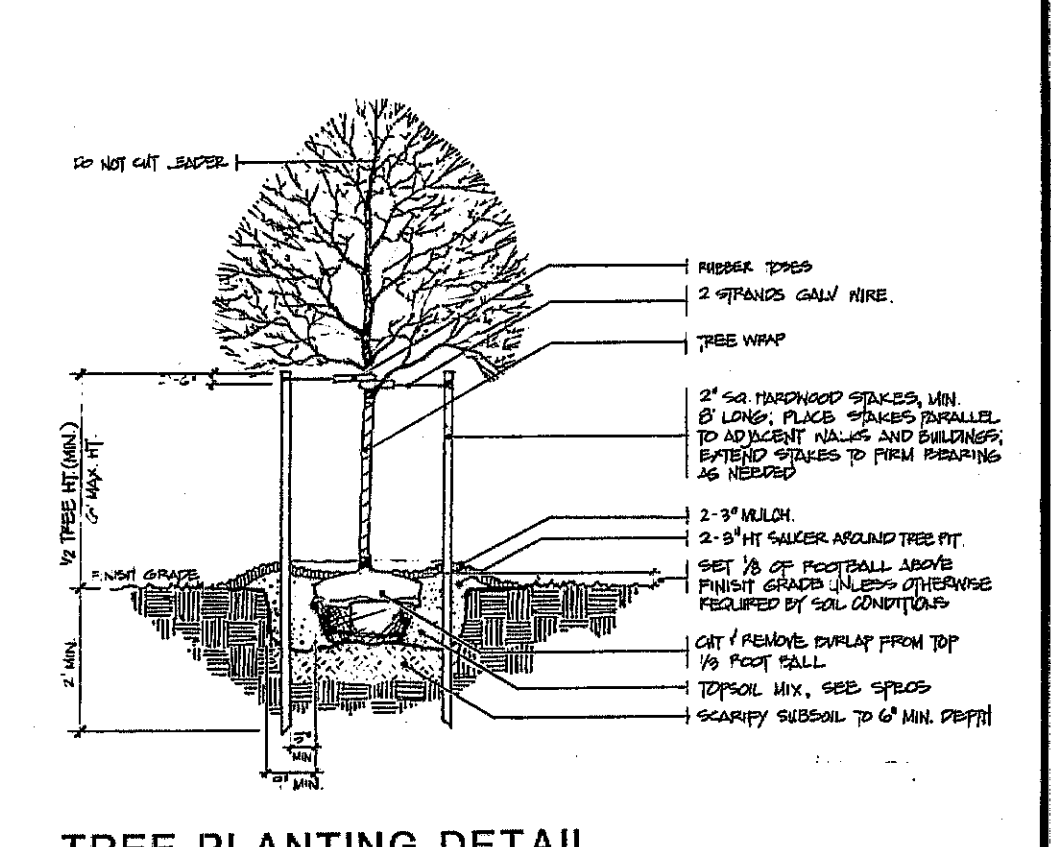 DO NOT CUT LEADER
RUBBER HOSES
2 STRANDS GALV WIRE.
TREE WRAP
2" SQ. HARDWOOD STAKES, MIN.
8' LONG; PLACE STAKES PARALLEL
TO ADJACENT WALKS AND BUILDINGS;
EXTEND STAKES TO FIRM BEARING
AS NEEDED
1/2 TREE HT. (MIN.)
6' MAX. HT
2-3" MULCH.
2-3" HT SAUCER AROUND TREE PIT.
SET 1/8 OF ROOTBALL ABOVE
FINISH GRADE UNLESS OTHERWISE
REQUIRED BY SOIL CONDITIONS
FINISH GRADE
CUT & REMOVE BURLAP FROM TOP
1/3 ROOT BALL
TOPSOIL MIX, SEE SPECS
SCARIFY SUBSOIL TO 6" MIN. DEPTH
2' MIN.
3"
MIN
9" MIN.
TREE PLANTING DETAIL